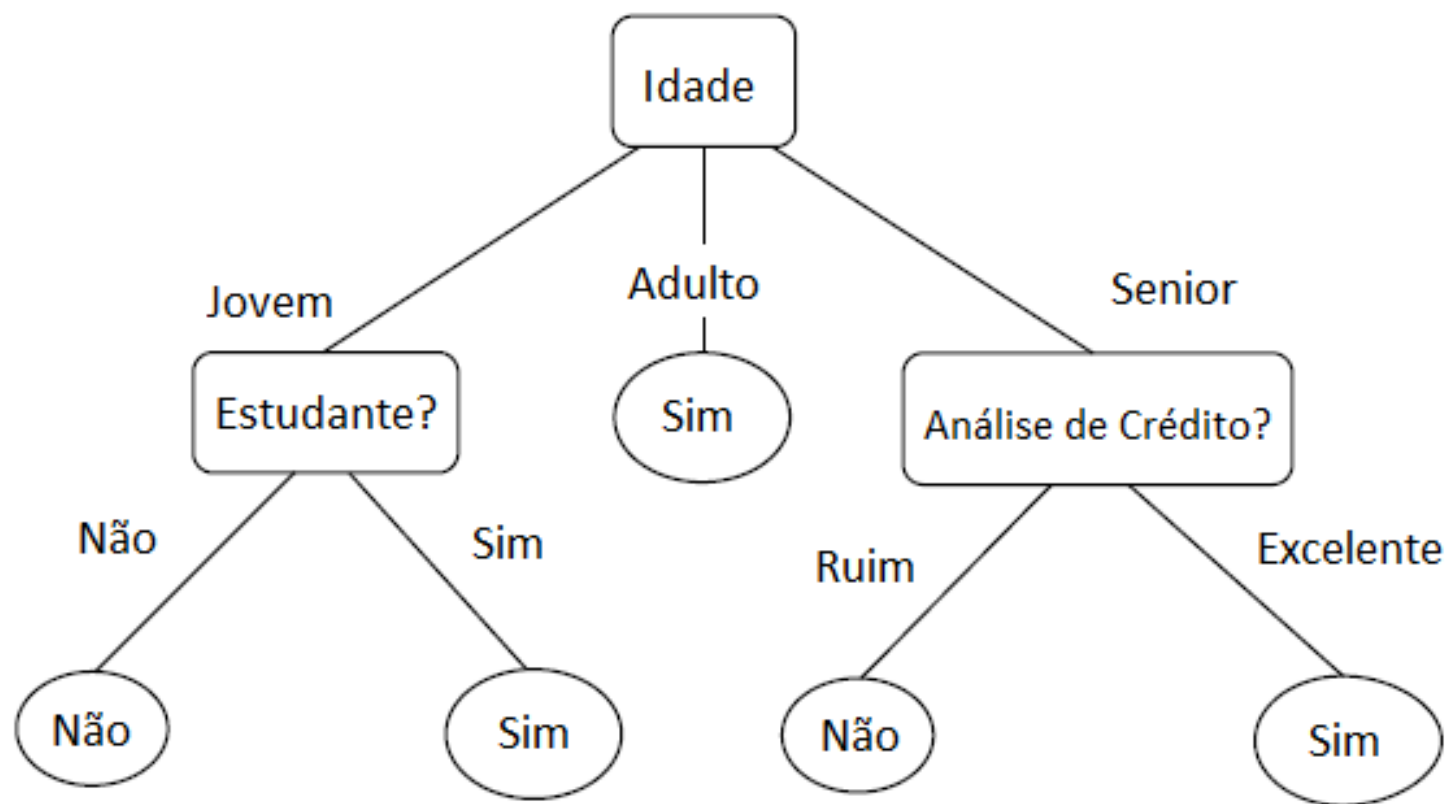 Idade
Jovem
Adulto
Senior
Estudante?
Sim
Análise de Crédito?
Não
Sim
Ruim
Excelente
Não
Sim
Não
Sim